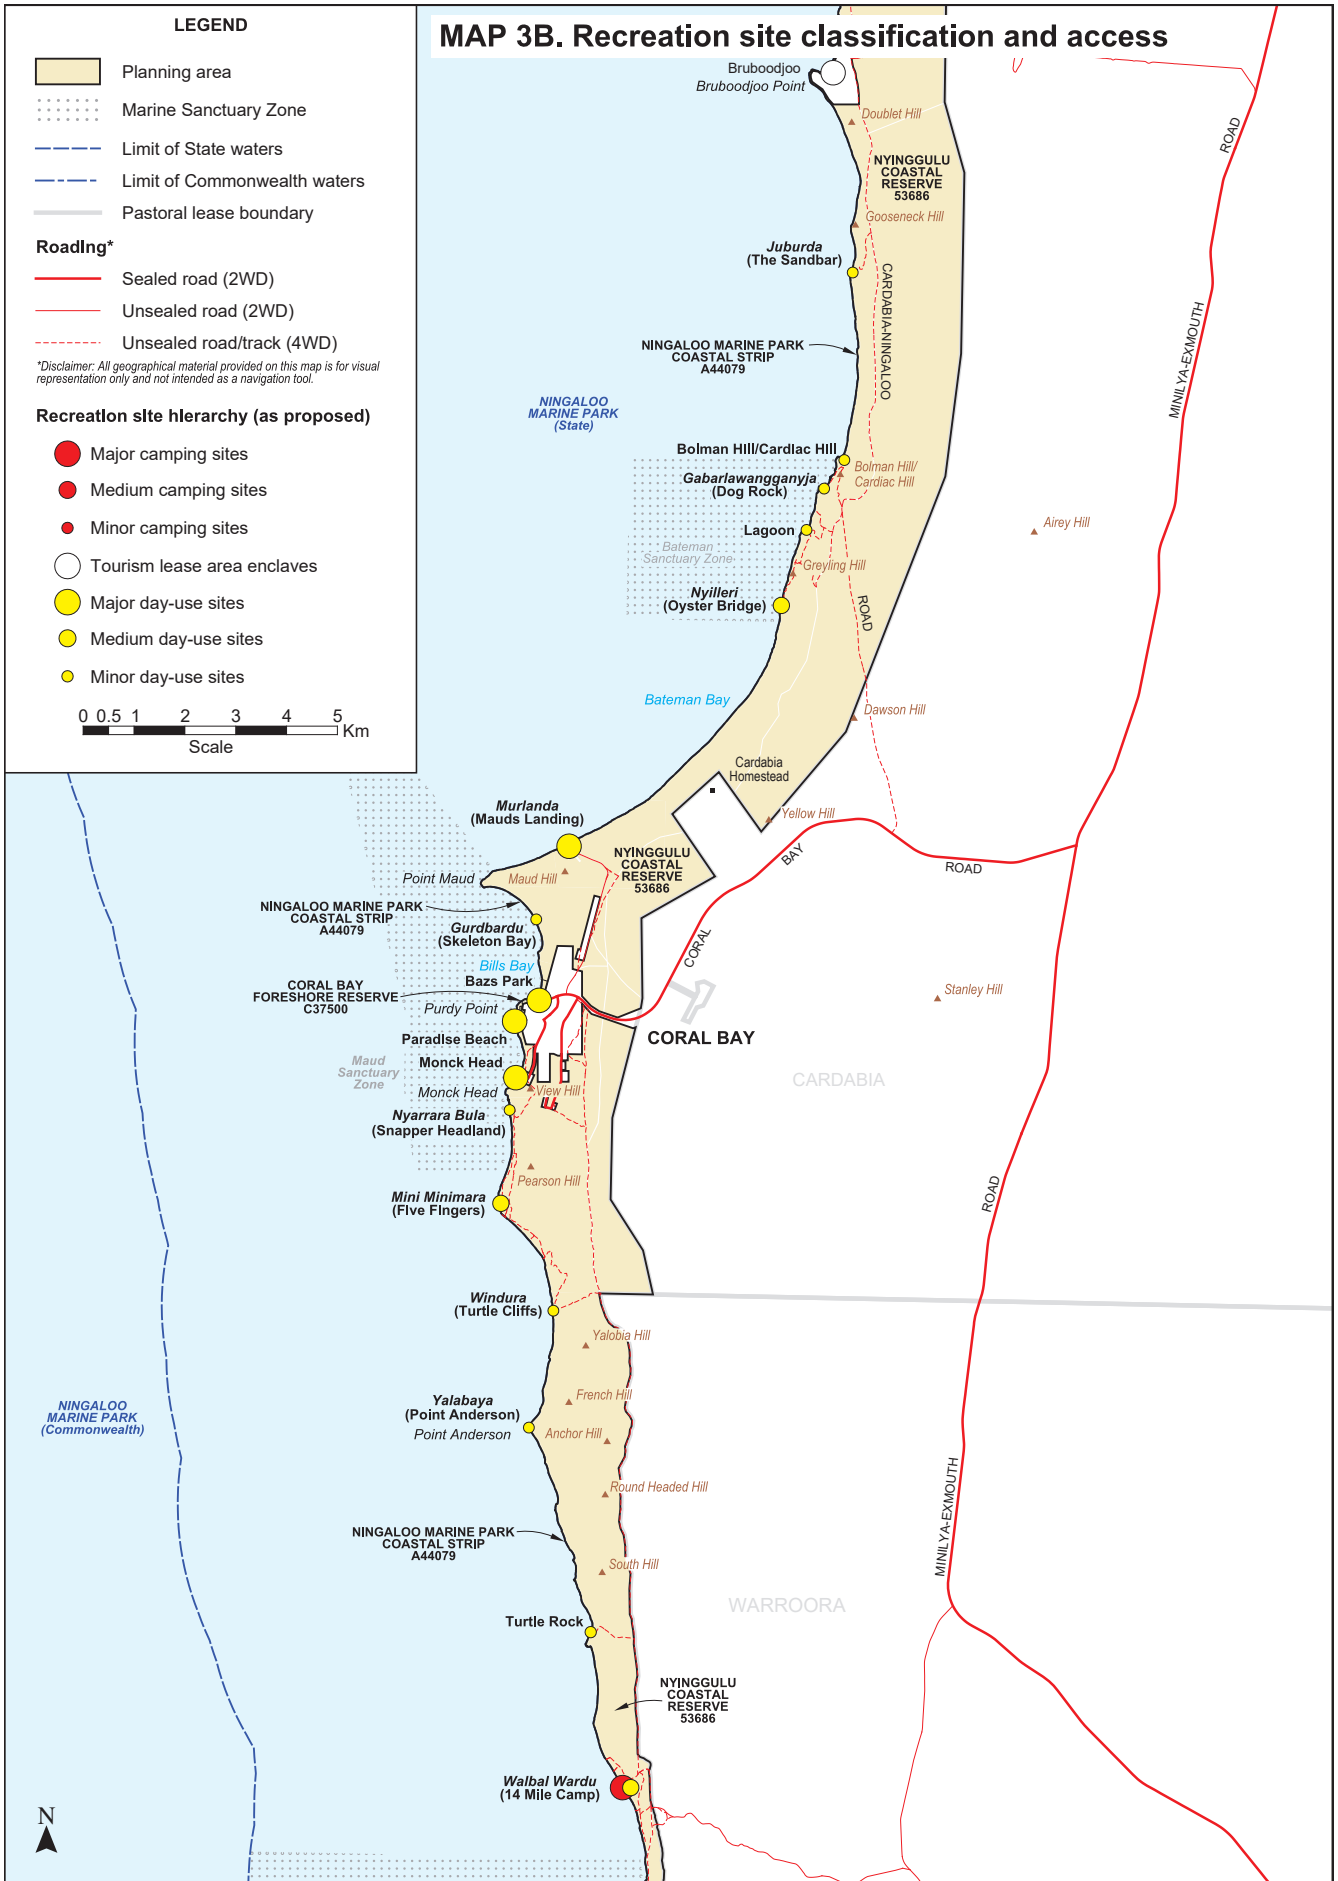 MAP 3B. Recreation site classification and access
LEGEND
Planning area
Marine Sanctuary Zone
Limit of State waters
Limit of Commonwealth waters
Pastoral lease boundary
Roading*
Sealed road (2WD)
Unsealed road (2WD)
Unsealed road/track (4WD)
*Disclaimer: All geographical material provided on this map is for visual
representation only and not intended as a navigation tool.
Recreation site hierarchy (as proposed)
Major camping sites
Medium camping sites
Minor camping sites
Tourism lease area enclaves
Major day-use sites
Medium day-use sites
Minor day-use sites
0 0.5 1 2 3 4 5
Km
Scale
Bruboodjoo
Bruboodjoo Point
Doublet Hill
ROAD
NYINGGULU
COASTAL
RESERVE
53686
Gooseneck Hill
Juburda
(The Sandbar)
CARDABIA-NINGALOO
MINILYA-EXMOUTH
NINGALOO MARINE PARK
COASTAL STRIP
A44079
NINGALOO
MARINE PARK
(State)
Bolman Hill/Cardiac Hill
Bolman Hill/
Cardiac Hill
Gabarlawangganyja
(Dog Rock)
Airey Hill
Lagoon
Bateman
Sanctuary Zone
Greyling Hill
Nyilleri
(Oyster Bridge)
ROAD
Bateman Bay
Dawson Hill
Cardabia
Homestead
Yellow Hill
Murlanda
(Mauds Landing)
BAY
ROAD
NYINGGULU
COASTAL
RESERVE
53686
Point Maud
Maud Hill
NINGALOO MARINE PARK
COASTAL STRIP
A44079
Gurdbardu
(Skeleton Bay)
CORAL
Bills Bay
Bazs Park
CORAL BAY
FORESHORE RESERVE
C37500
Purdy Point
Stanley Hill
Paradise Beach
CORAL BAY
Monck Head
Maud
Sanctuary
Zone
CARDABIA
Monck Head
View Hill
Nyarrara Bula
(Snapper Headland)
Pearson Hill
Mini Minimara
(Five Fingers)
ROAD
Windura
(Turtle Cliffs)
Yalobia Hill
French Hill
Yalabaya
(Point Anderson)
Point Anderson
Anchor Hill
NINGALOO
MARINE PARK
(Commonwealth)
Round Headed Hill
MINILYA-EXMOUTH
NINGALOO MARINE PARK
COASTAL STRIP
A44079
South Hill
WARROORA
Turtle Rock
NYINGGULU
COASTAL
RESERVE
53686
Walbal Wardu
(14 Mile Camp)
N